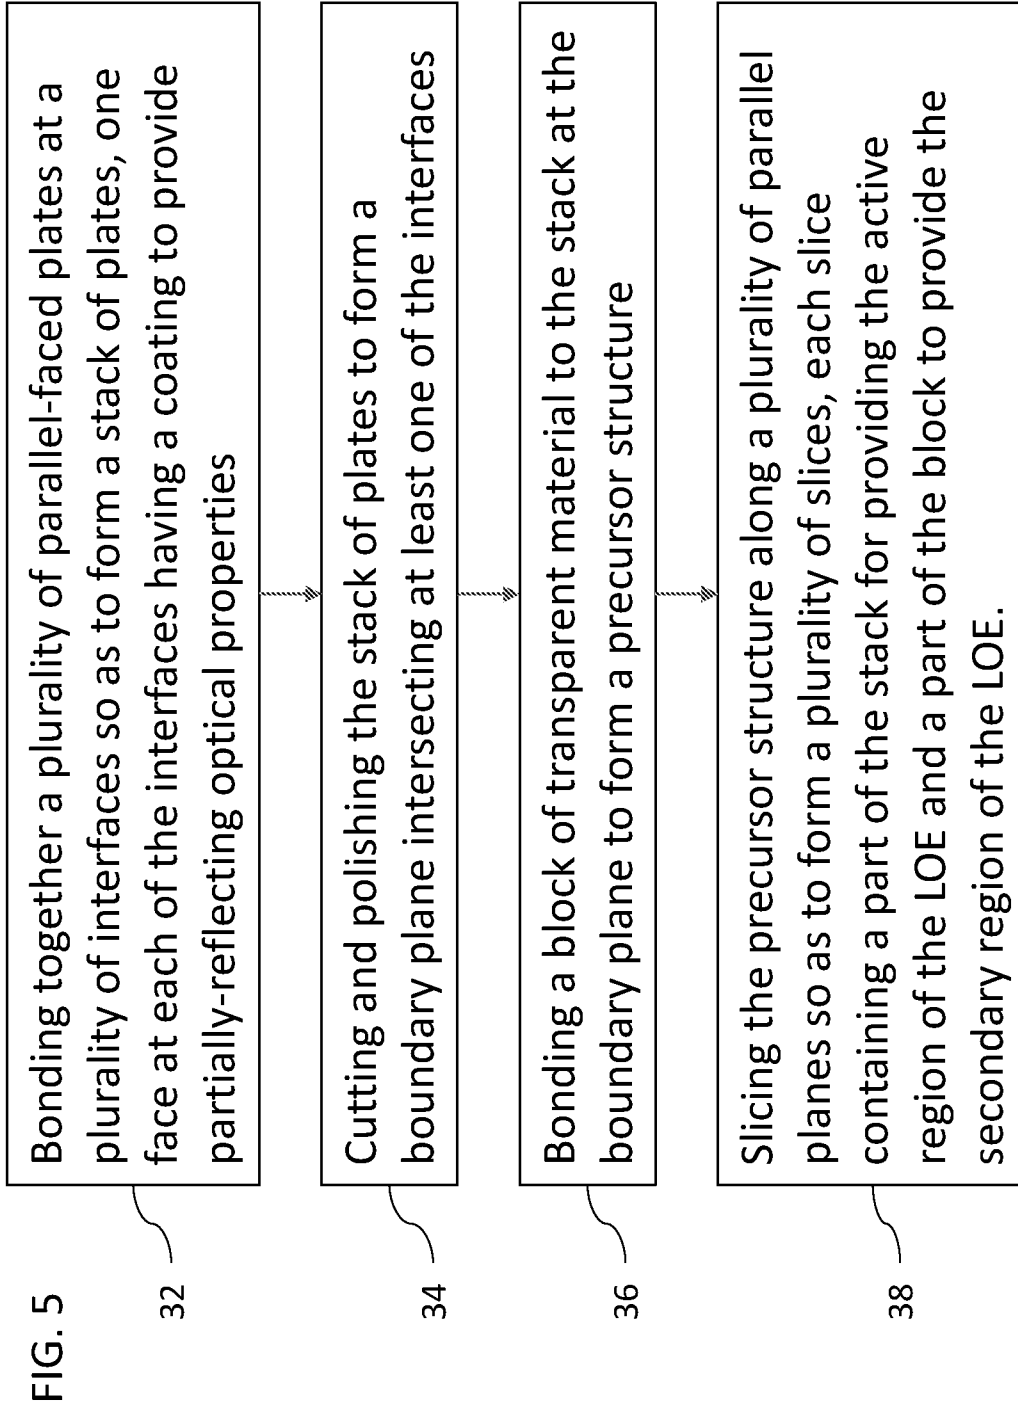 FIG. 5
32
Bonding together a plurality of parallel-faced plates at a
plurality of interfaces so as to form a stack of plates, one
face at each of the interfaces having a coating to provide
partially-reflecting optical properties
34
Cutting and polishing the stack of plates to form a
boundary plane intersecting at least one of the interfaces
36
Bonding a block of transparent material to the stack at the
boundary plane to form a precursor structure
38
Slicing the precursor structure along a plurality of parallel
planes so as to form a plurality of slices, each slice
containing a part of the stack for providing the active
region of the LOE and a part of the block to provide the
secondary region of the LOE.